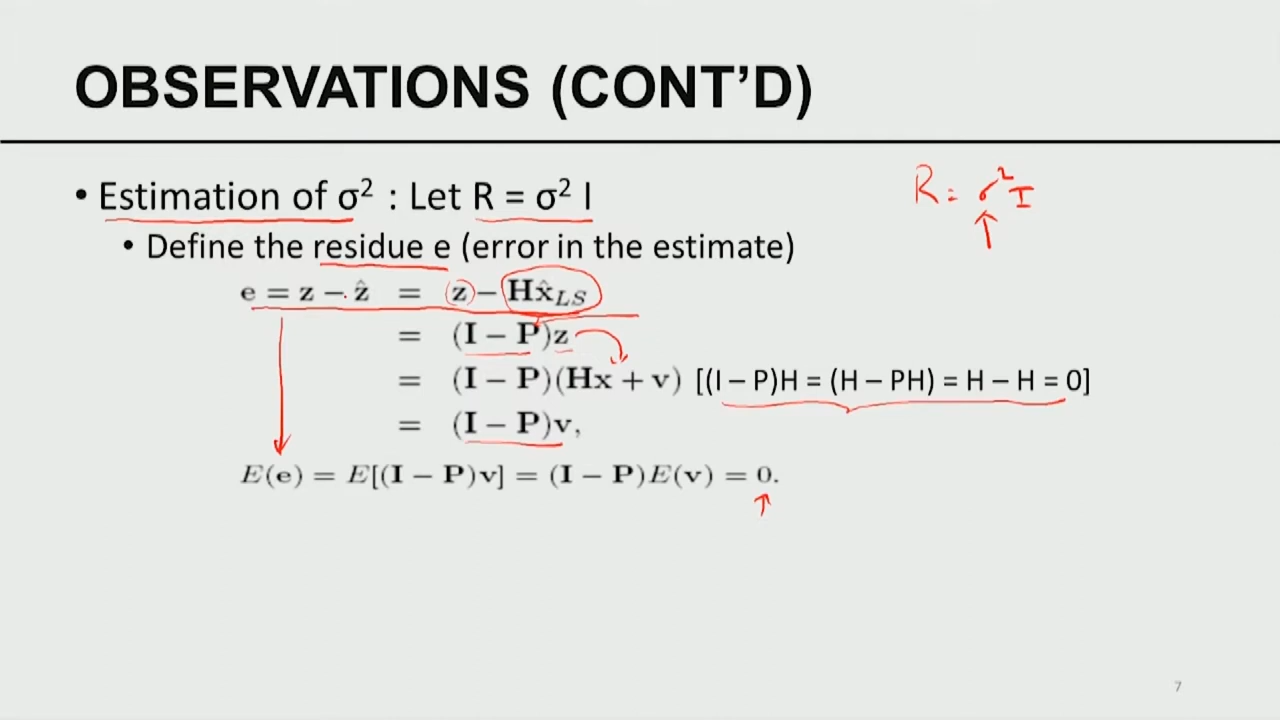 OBSERVATIONS (CONT’D)
• Estimation of σ² : Let R = σ² I
R = σ² I
• Define the residue e (error in the estimate)
e = z − ẑ = z − Hx̂_LS
= (I − P)z
= (I − P)(Hx + v) [(I – P)H = (H – PH) = H – H = 0]
= (I − P)v,
E(e) = E[(I − P)v] = (I − P)E(v) = 0.
7